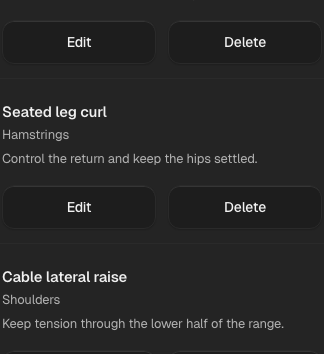 Edit Delete
Seated leg curl
Hamstrings
Control the return and keep the hips settled.
Edit Delete
Cable lateral raise
Shoulders
Keep tension through the lower half of the range.